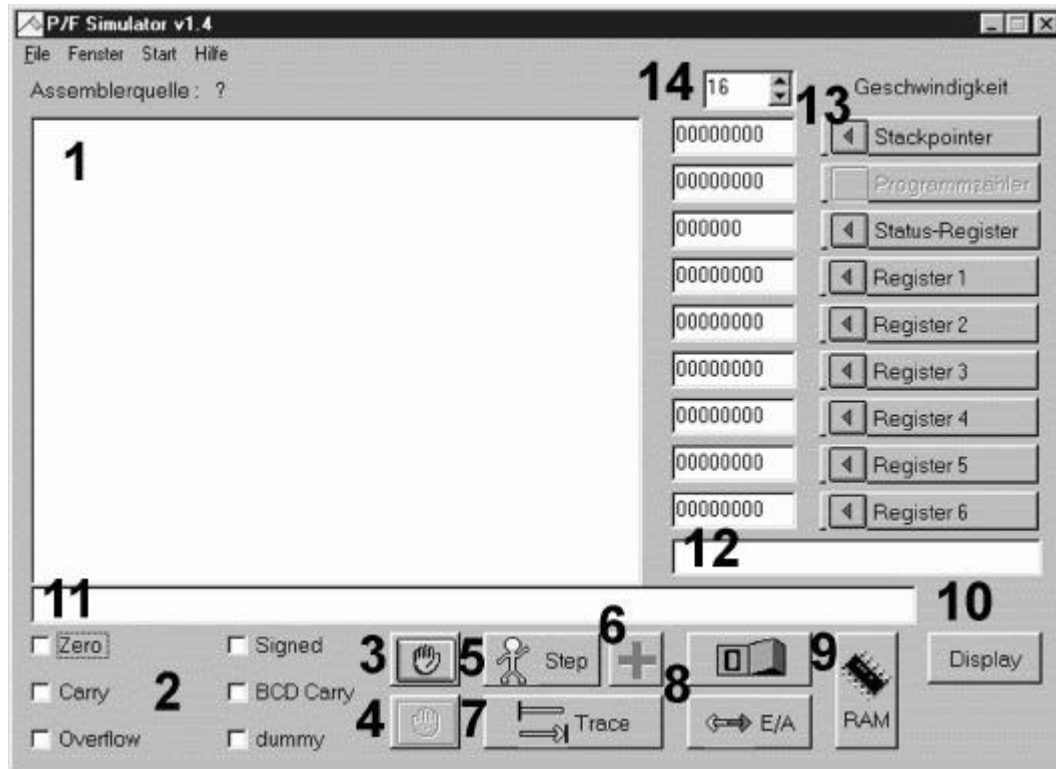 P/F Simulator v1.4
File Fenster Start Hilfe
Assemblerquelle : ?
14 16 Geschwindigkeit
13
1
00000000 Stackpointer
00000000 Programmzähler
000000 Status-Register
00000000 Register 1
00000000 Register 2
00000000 Register 3
00000000 Register 4
00000000 Register 5
00000000 Register 6
12
11
10
Zero Signed 3 5 Step 6 9 Display
Carry 2 BCD Carry 8
Overflow dummy 4 7 Trace E/A RAM